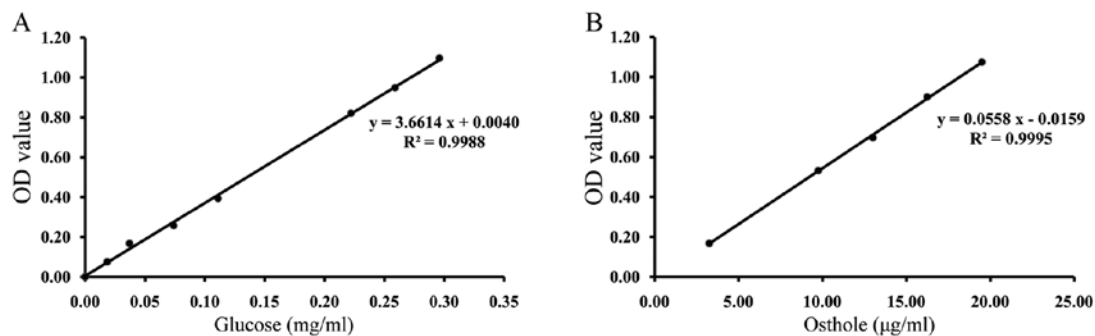 A
1.20
1.00
0.80
0.60
0.40
0.20
0.00
OD value
y = 3.6614 x + 0.0040
R² = 0.9988
0.00 0.05 0.10 0.15 0.20 0.25 0.30 0.35
Glucose (mg/ml)
B
1.20
1.00
0.80
0.60
0.40
0.20
0.00
OD value
y = 0.0558 x - 0.0159
R² = 0.9995
0.00 5.00 10.00 15.00 20.00 25.00
Osthole (μg/ml)